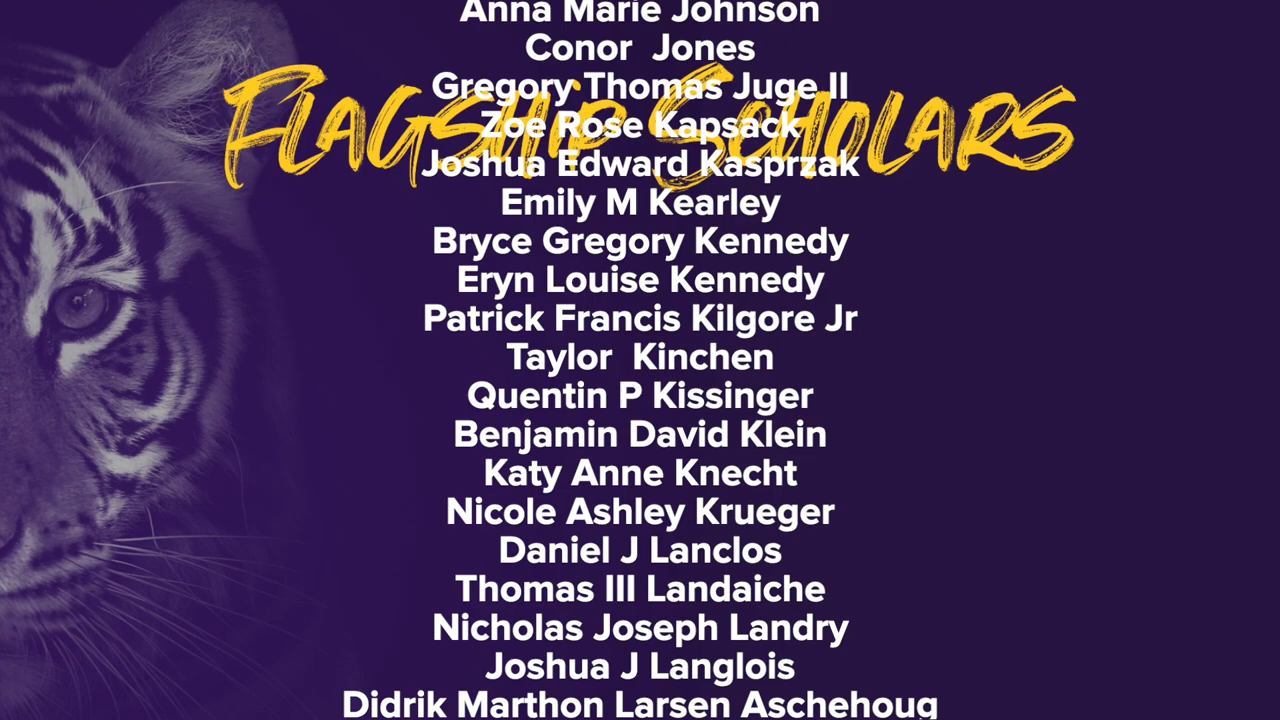 Anna Marie Johnson
Conor  Jones
FLAGSHIP SCHOLARS
Gregory Thomas Juge II
Zoe Rose Kapsack
Joshua Edward Kasprzak
Emily M Kearley
Bryce Gregory Kennedy
Eryn Louise Kennedy
Patrick Francis Kilgore Jr
Taylor  Kinchen
Quentin P Kissinger
Benjamin David Klein
Katy Anne Knecht
Nicole Ashley Krueger
Daniel J Lanclos
Thomas III Landaiche
Nicholas Joseph Landry
Joshua J Langlois
Didrik Marthon Larsen Aschehoug